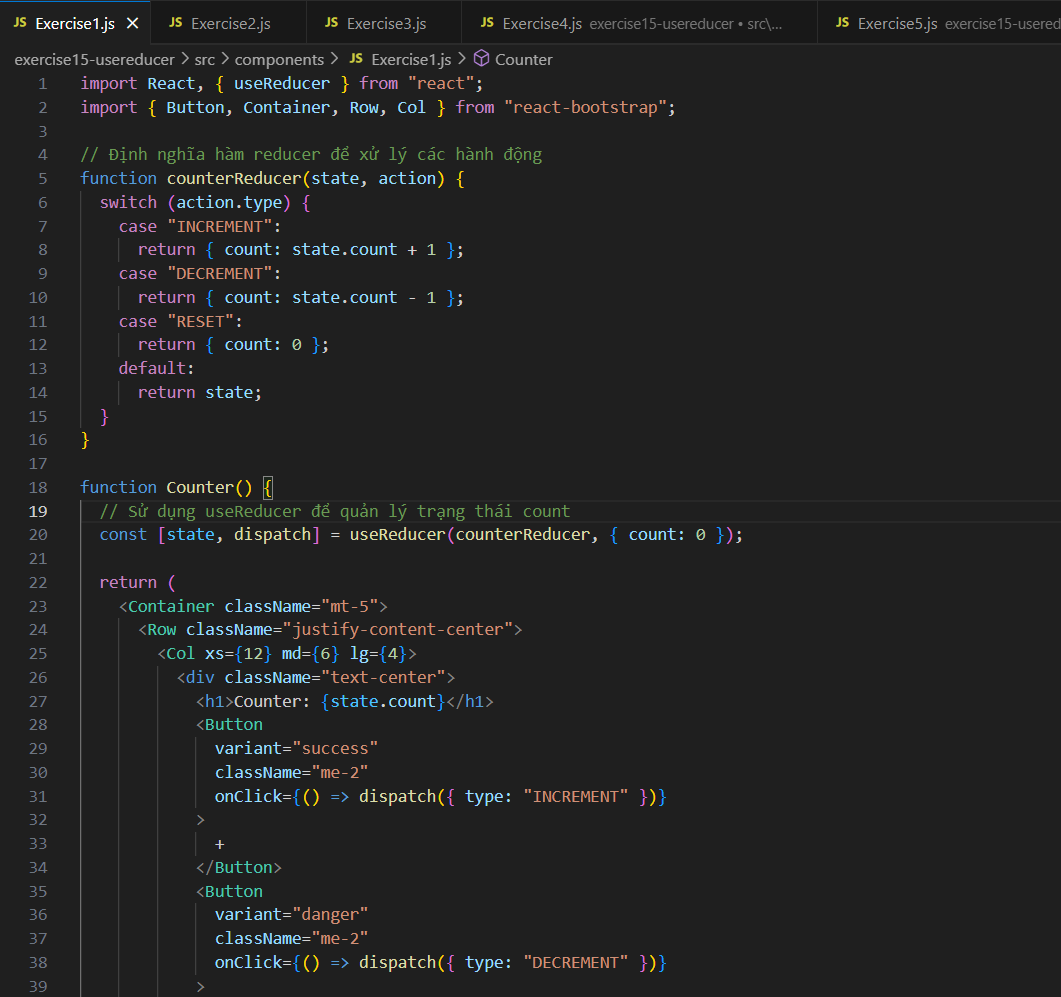 JS Exercise1.js × JS Exercise2.js JS Exercise3.js JS Exercise4.js exercise15-usereducer • src\... JS Exercise5.js exercise15-usered
exercise15-usereducer > src > components > JS Exercise1.js > Counter
1 import React, { useReducer } from "react";
2 import { Button, Container, Row, Col } from "react-bootstrap";
3
4 // Định nghĩa hàm reducer để xử lý các hành động
5 function counterReducer(state, action) {
6   switch (action.type) {
7     case "INCREMENT":
8       return { count: state.count + 1 };
9     case "DECREMENT":
10       return { count: state.count - 1 };
11     case "RESET":
12       return { count: 0 };
13     default:
14       return state;
15   }
16 }
17
18 function Counter() {
19   // Sử dụng useReducer để quản lý trạng thái count
20   const [state, dispatch] = useReducer(counterReducer, { count: 0 });
21
22   return (
23     <Container className="mt-5">
24       <Row className="justify-content-center">
25         <Col xs={12} md={6} lg={4}>
26           <div className="text-center">
27             <h1>Counter: {state.count}</h1>
28             <Button
29               variant="success"
30               className="me-2"
31               onClick={() => dispatch({ type: "INCREMENT" })}
32             >
33               +
34             </Button>
35             <Button
36               variant="danger"
37               className="me-2"
38               onClick={() => dispatch({ type: "DECREMENT" })}
39             >